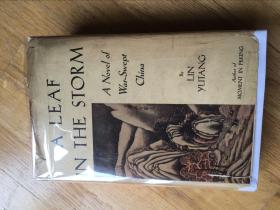 A LEAF
IN THE STORM
A Novel of
War-Swept
China
By
LIN
YUTANG
Author of
MOMENT IN PEKING